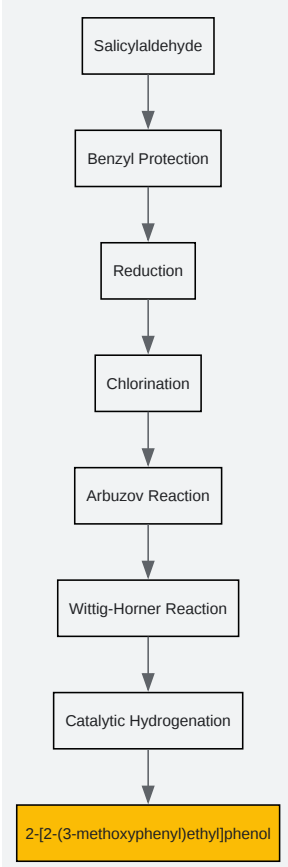 Salicylaldehyde
Benzyl Protection
Reduction
Chlorination
Arbuzov Reaction
Wittig-Horner Reaction
Catalytic Hydrogenation
2-[2-(3-methoxyphenyl)ethyl]phenol